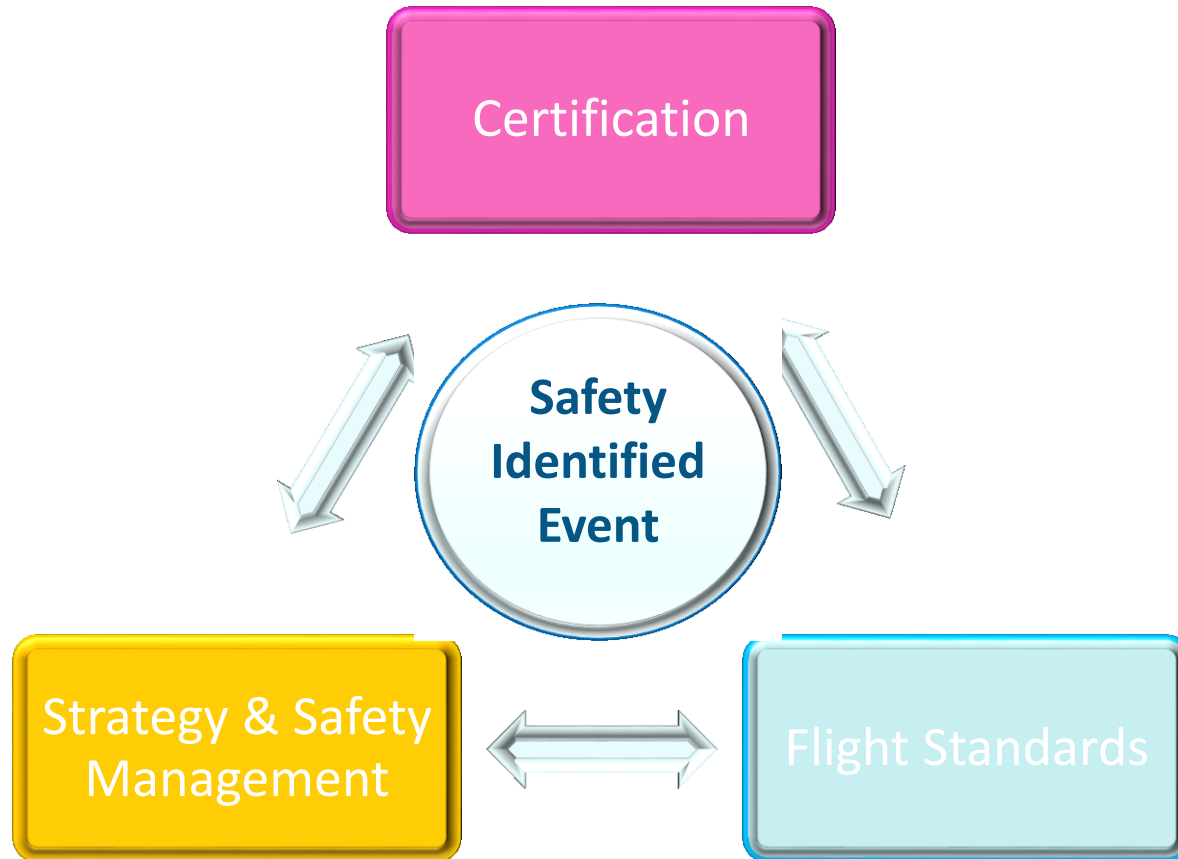 Certification
Safety
Identified
Event
Strategy & Safety
Management
Flight Standards